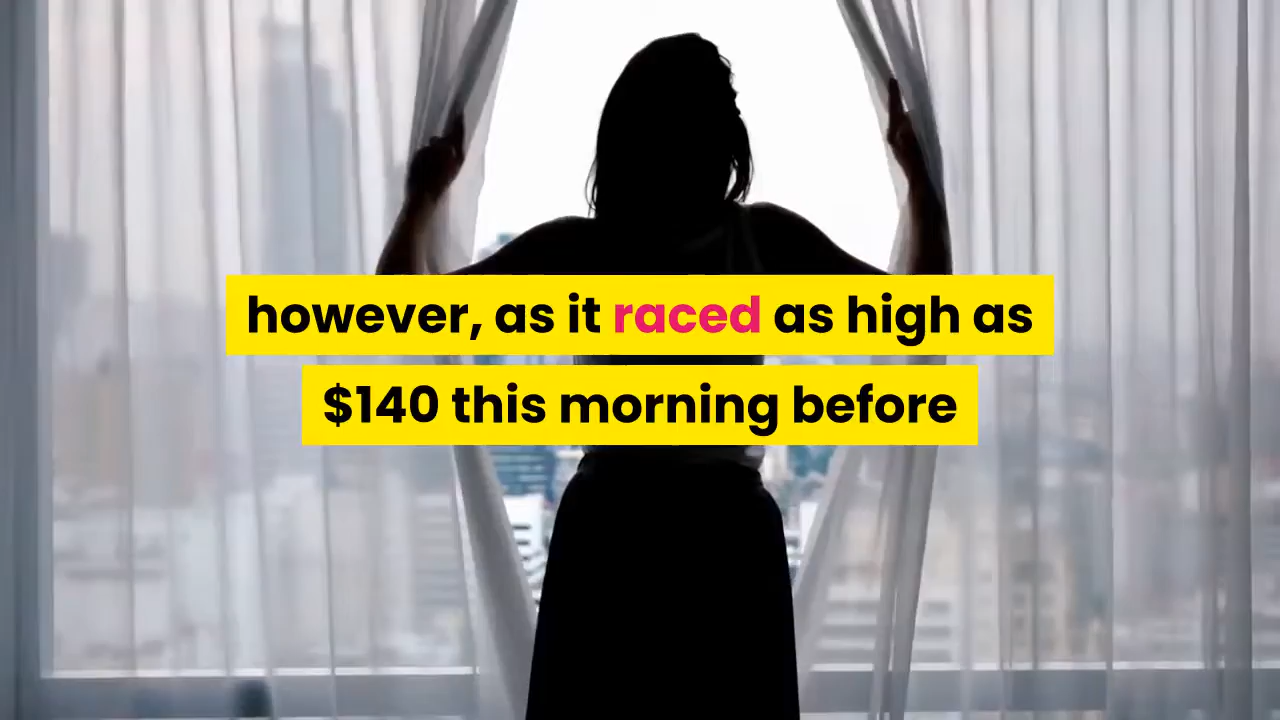 however, as it raced as high as
$140 this morning before